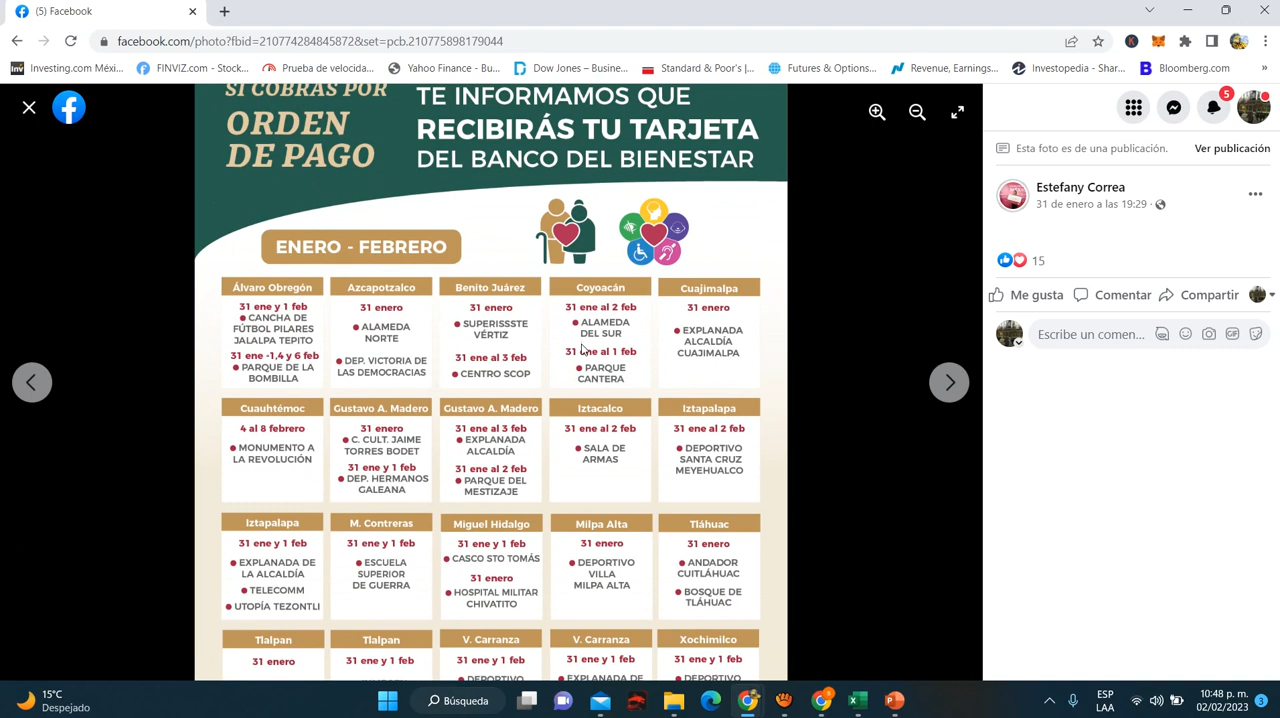 (5) Facebook
facebook.com/photo?fbid=210774284845872&set=pcb.210775898179044
Investing.com Méxi...
FINVIZ.com - Stock...
Prueba de velocida...
Yahoo Finance - Bu...
Dow Jones – Busine...
Standard & Poor's |...
Futures & Options...
Revenue, Earnings...
Investopedia - Shar...
Bloomberg.com
»
SI COBRAS POR
ORDEN
DE PAGO
TE INFORMAMOS QUE
RECIBIRÁS TU TARJETA
DEL BANCO DEL BIENESTAR
ENERO - FEBRERO
Álvaro Obregón
31 ene y 1 feb
CANCHA DE
FÚTBOL PILARES
JALALPA TEPITO
31 ene -1,4 y 6 feb
PARQUE DE LA
BOMBILLA
Azcapotzalco
31 enero
ALAMEDA
NORTE
DEP. VICTORIA DE
LAS DEMOCRACIAS
Benito Juárez
31 enero
SUPERISSSTE
VÉRTIZ
31 ene al 3 feb
CENTRO SCOP
Coyoacán
31 ene al 2 feb
ALAMEDA
DEL SUR
31 ene al 1 feb
PARQUE
CANTERA
Cuajimalpa
31 enero
EXPLANADA
ALCALDÍA
CUAJIMALPA
Cuauhtémoc
4 al 8 febrero
MONUMENTO A
LA REVOLUCIÓN
Gustavo A. Madero
31 enero
C. CULT. JAIME
TORRES BODET
31 ene y 1 feb
DEP. HERMANOS
GALEANA
Gustavo A. Madero
31 ene al 3 feb
EXPLANADA
ALCALDÍA
31 ene al 2 feb
PARQUE DEL
MESTIZAJE
Iztacalco
31 ene al 2 feb
SALA DE
ARMAS
Iztapalapa
31 ene al 2 feb
DEPORTIVO
SANTA CRUZ
MEYEHUALCO
Iztapalapa
31 ene y 1 feb
EXPLANADA DE
LA ALCALDÍA
TELECOMM
UTOPÍA TEZONTLI
M. Contreras
31 ene y 1 feb
ESCUELA
SUPERIOR
DE GUERRA
Miguel Hidalgo
31 ene y 1 feb
CASCO STO TOMÁS
31 enero
HOSPITAL MILITAR
CHIVATITO
Milpa Alta
31 enero
DEPORTIVO
VILLA
MILPA ALTA
Tláhuac
31 enero
ANDADOR
CUITLÁHUAC
BOSQUE DE
TLÁHUAC
Tlalpan
31 enero
Tlalpan
31 ene y 1 feb
V. Carranza
31 ene y 1 feb
DEPORTIVO
V. Carranza
31 ene y 1 feb
EXPLANADA DE
Xochimilco
31 ene y 1 feb
DEPORTIVO
5
Esta foto es de una publicación.
Ver publicación
Estefany Correa
31 de enero a las 19:29 ·
15
Me gusta
Comentar
Compartir
Escribe un comen...
15°C
Despejado
Búsqueda
ESP
LAA
10:48 p. m.
02/02/2023
3